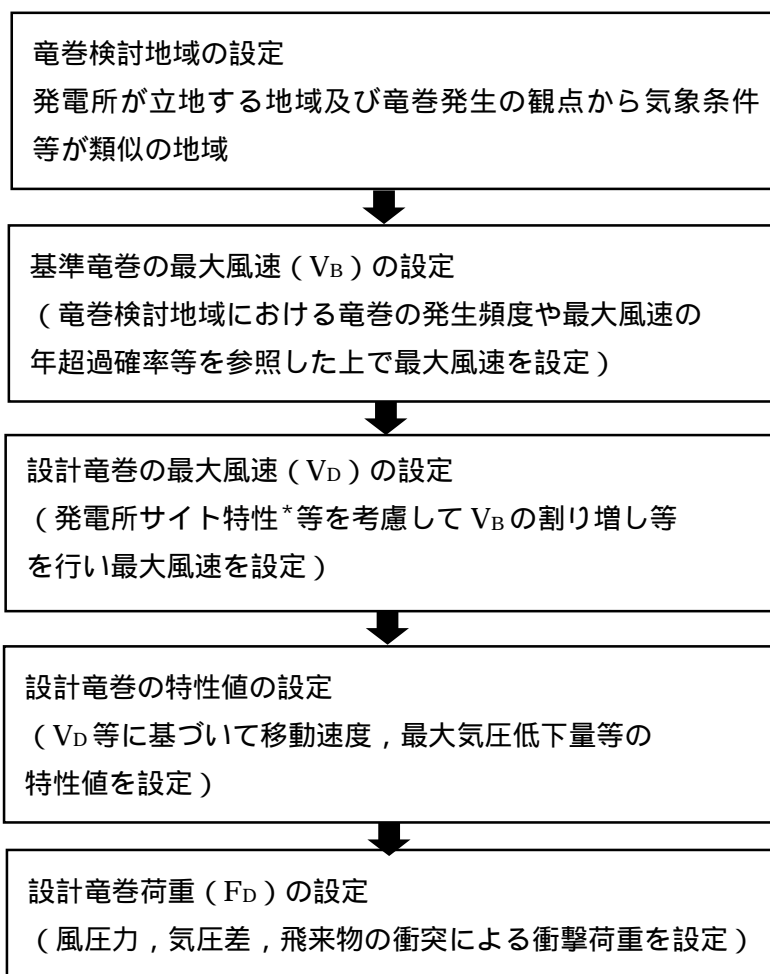 竜巻検討地域の設定
発電所が立地する地域及び竜巻発生の観点から気象条件
等が類似の地域
基準竜巻の最大風速(VB)の設定
(竜巻検討地域における竜巻の発生頻度や最大風速の
年超過確率等を参照した上で最大風速を設定)
設計竜巻の最大風速(VD)の設定
(発電所サイト特性*等を考慮してVBの割り増し等
を行い最大風速を設定)
設計竜巻の特性値の設定
(VD等に基づいて移動速度,最大気圧低下量等の
特性値を設定)
設計竜巻荷重(FD)の設定
(風圧力,気圧差,飛来物の衝突による衝撃荷重を設定)